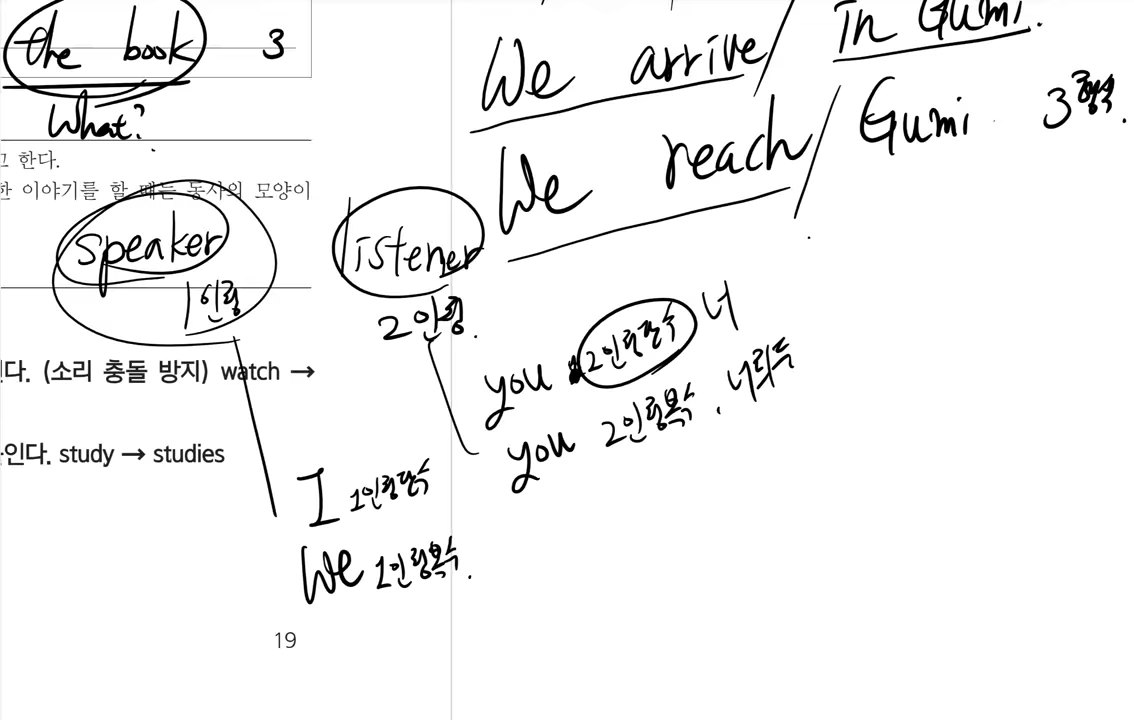 the book 3
What?
We arrive / in Gumi.
We reach / Gumi 3형식.
고 한다.
한 이야기를 할 때는 동사의 모양이
speaker
1인칭
listener
2인칭.
인다. (소리 충돌 방지) watch →
인다. study → studies
you 2인칭단수 너
you 2인칭복수. 너희들
I 1인칭단수
We 1인칭복수.
19